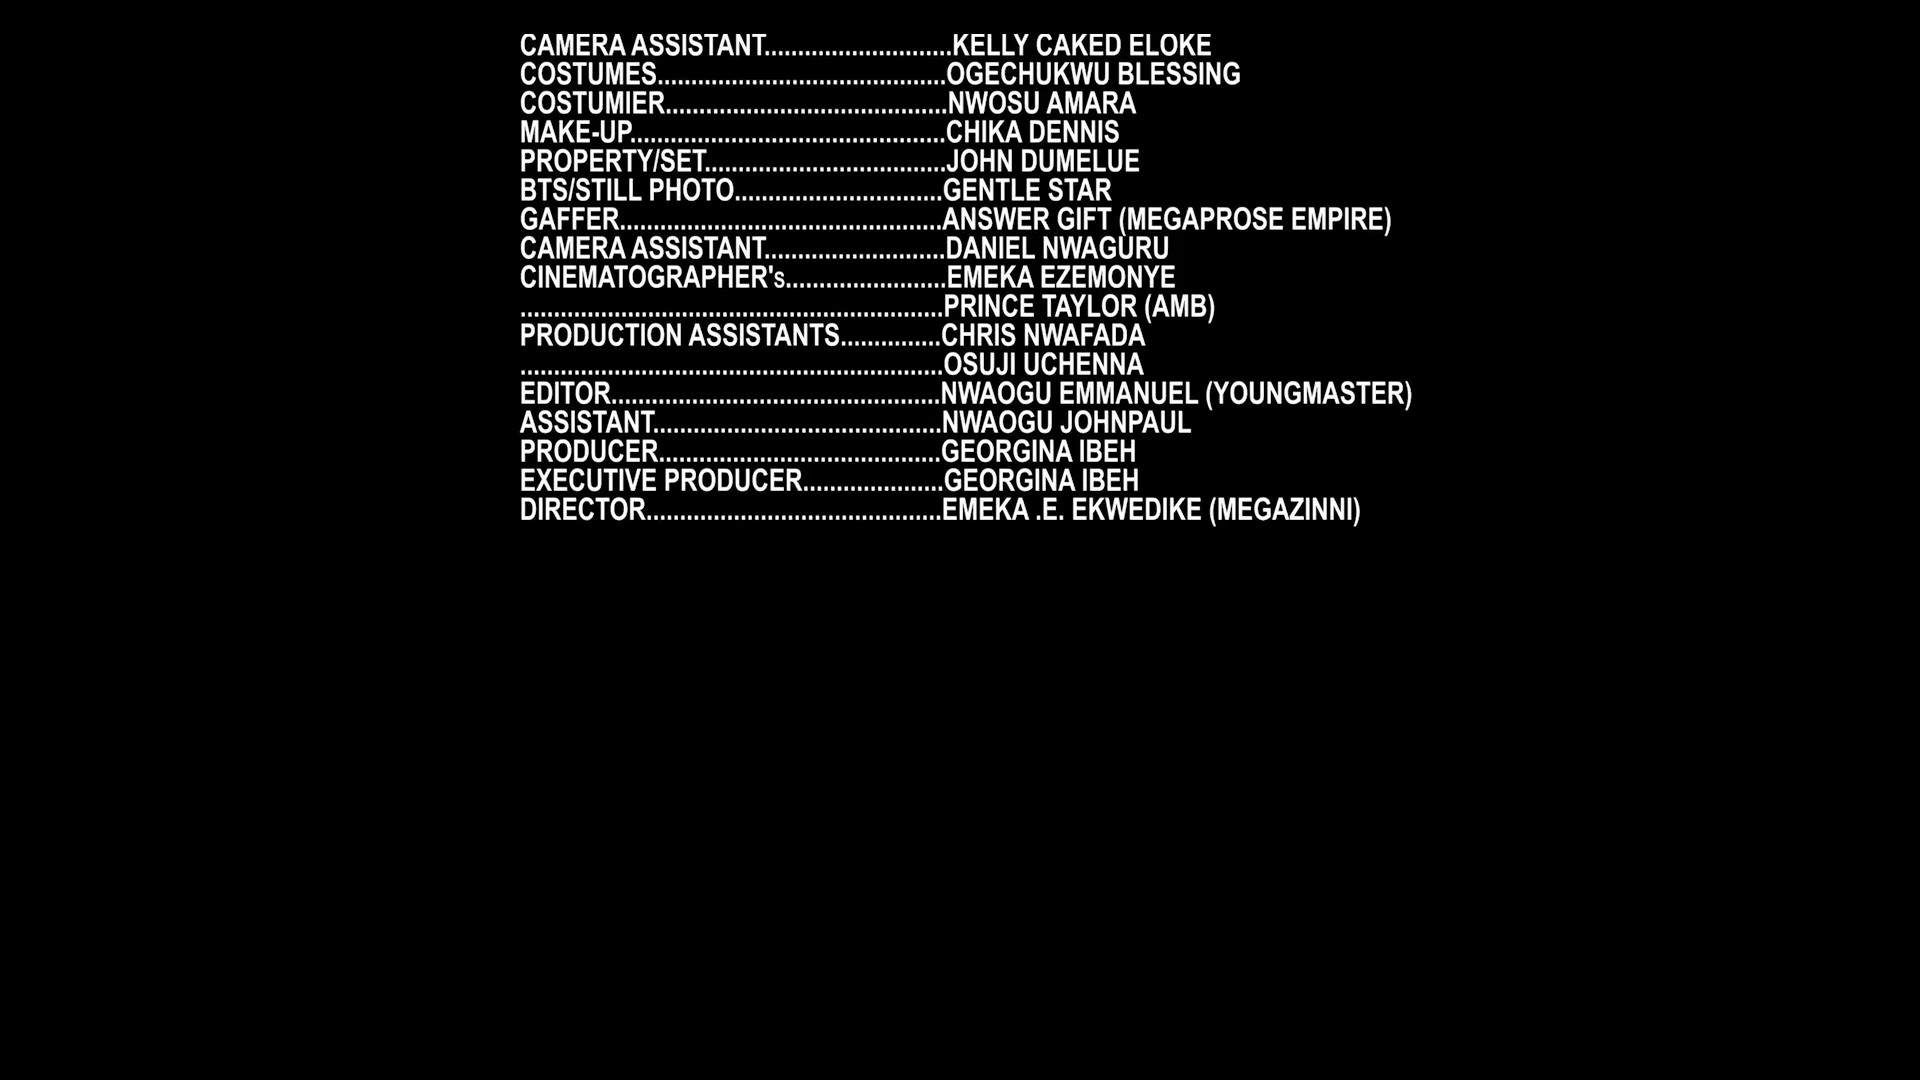 CAMERA ASSISTANT............................KELLY CAKED ELOKE
COSTUMES...........................................OGECHUKWU BLESSING
COSTUMIER..........................................NWOSU AMARA
MAKE-UP...............................................CHIKA DENNIS
PROPERTY/SET....................................JOHN DUMELUE
BTS/STILL PHOTO...............................GENTLE STAR
GAFFER................................................ANSWER GIFT (MEGAPROSE EMPIRE)
CAMERA ASSISTANT...........................DANIEL NWAGURU
CINEMATOGRAPHER's........................EMEKA EZEMONYE
...............................................................PRINCE TAYLOR (AMB)
PRODUCTION ASSISTANTS...............CHRIS NWAFADA
...............................................................OSUJI UCHENNA
EDITOR.................................................NWAOGU EMMANUEL (YOUNGMASTER)
ASSISTANT...........................................NWAOGU JOHNPAUL
PRODUCER..........................................GEORGINA IBEH
EXECUTIVE PRODUCER.....................GEORGINA IBEH
DIRECTOR............................................EMEKA .E. EKWEDIKE (MEGAZINNI)